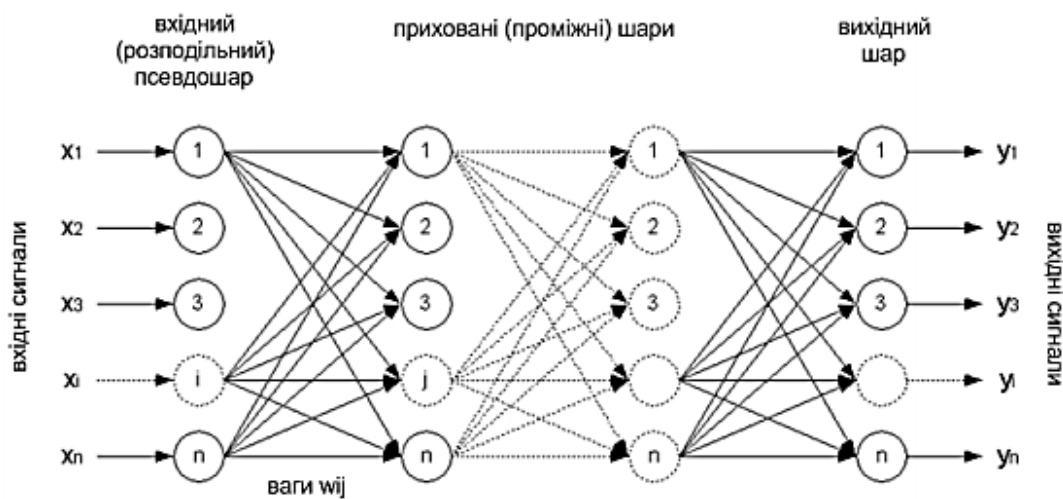 вхідний
(розподільний)
псевдошар
приховані (проміжні) шари
вихідний
шар
x1 1 1 1 1 y1
x2 2 2 2 2 y2
x3 3 3 3 3 y3
xi i j yi
xn n n n n yn
вхідні сигнали
вихідні сигнали
ваги wij